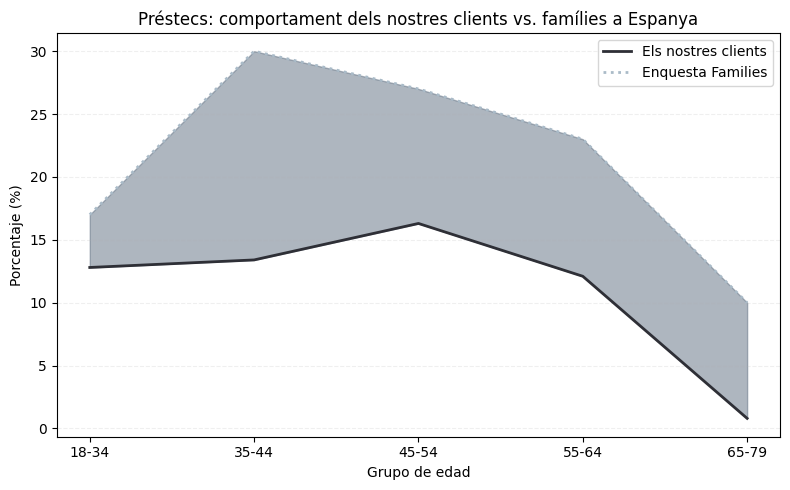 Préstecs: comportament dels nostres clients vs. famílies a Espanya
Els nostres clients
Enquesta Families
Porcentaje (%)
30
25
20
15
10
5
0
18-34
35-44
45-54
55-64
65-79
Grupo de edad